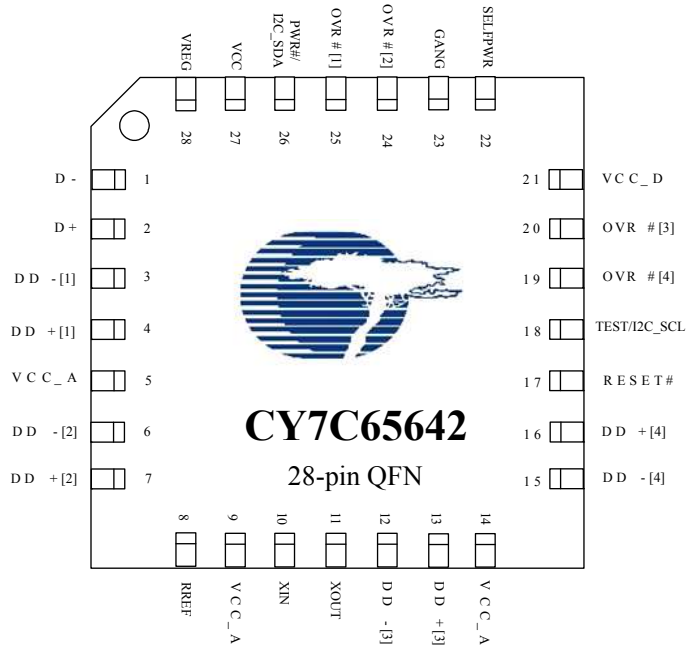 VREG
VCC
PWR#/
I2C_SDA
OVR # [1]
OVR # [2]
GANG
SELFPWR
28
27
26
25
24
23
22
D - 1
D + 2
DD - [1] 3
DD + [1] 4
VCC_A 5
DD - [2] 6
DD + [2] 7
21 VCC_D
20 OVR # [3]
19 OVR # [4]
18 TEST/I2C_SCL
17 RESET#
16 DD + [4]
15 DD - [4]
CY7C65642
28-pin QFN
8
9
10
11
12
13
14
RREF
VCC_A
XIN
XOUT
DD - [3]
DD + [3]
VCC_A